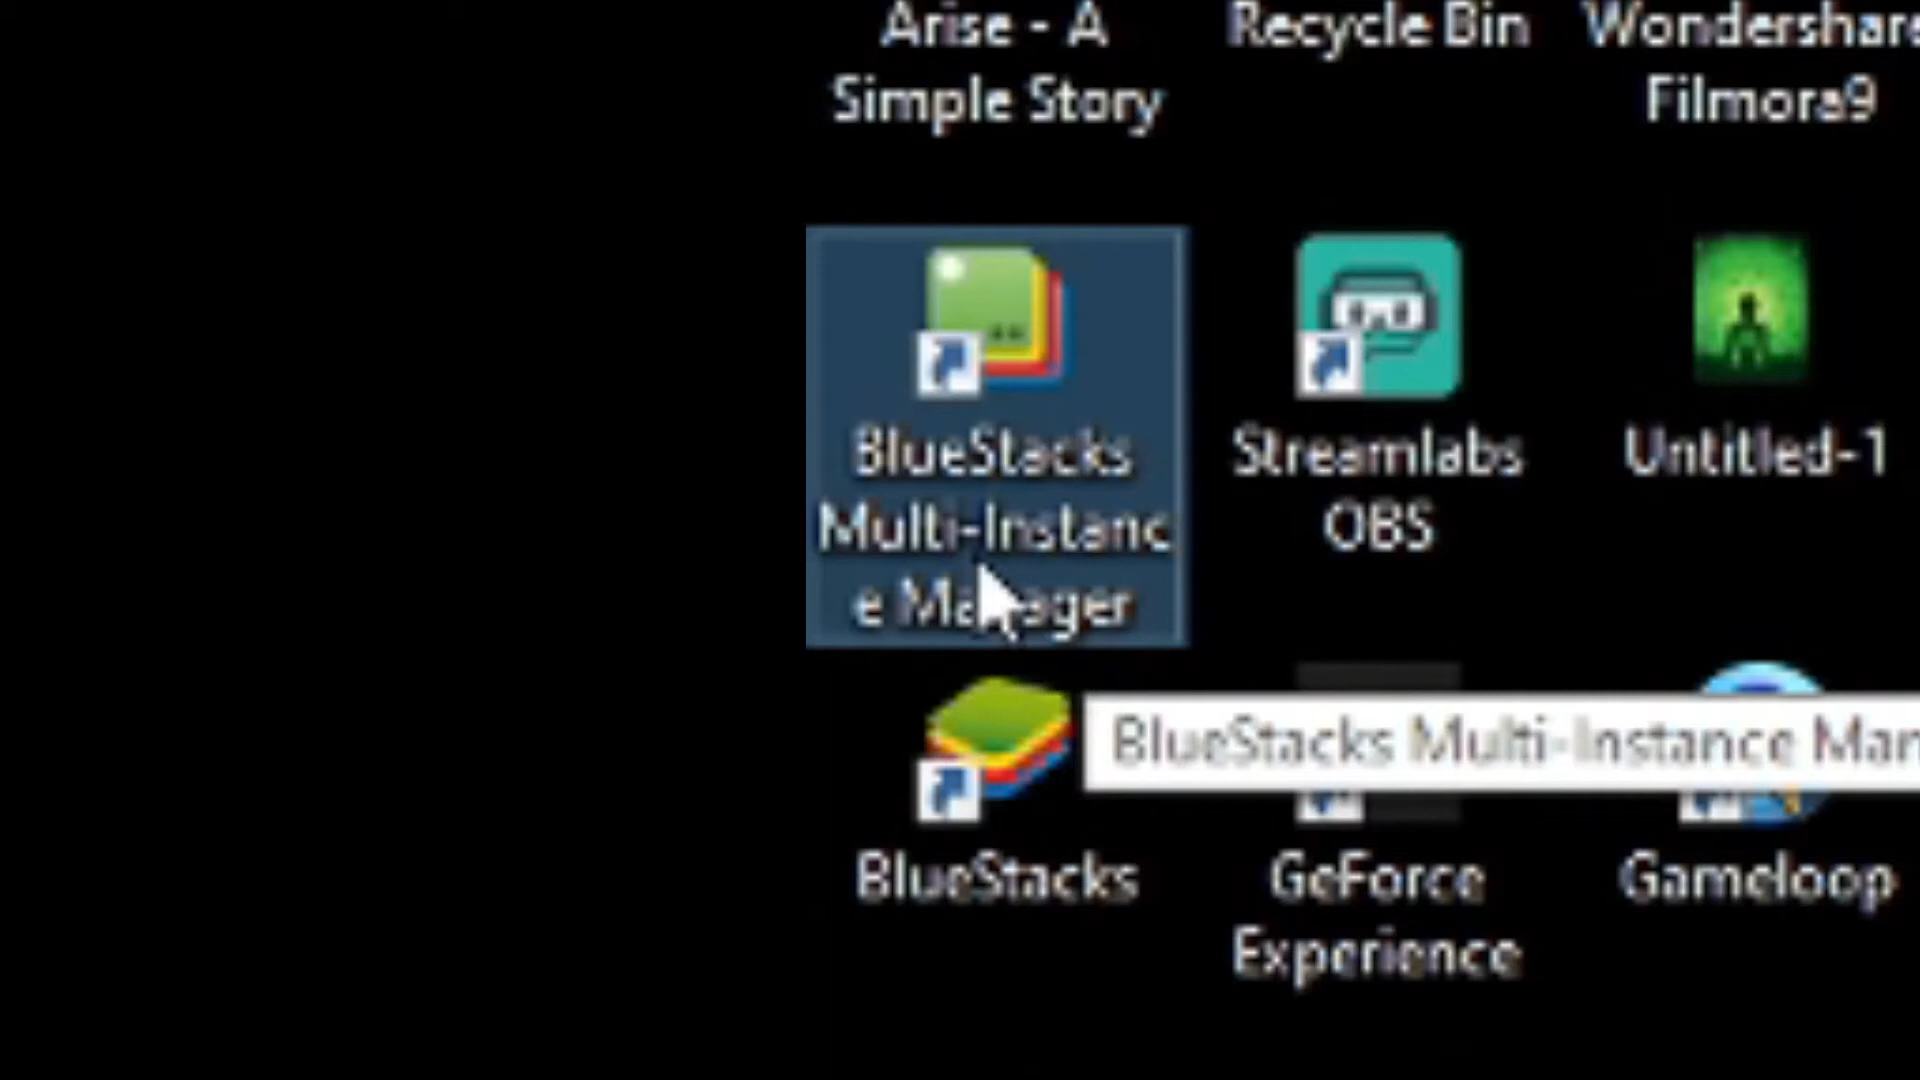 Arise - A
Simple Story
Recycle Bin
Wondershare
Filmora9
BlueStacks
Multi-Instanc
e Manager
Streamlabs
OBS
Untitled-1
BlueStacks Multi-Instance Man
BlueStacks
GeForce
Experience
Gameloop